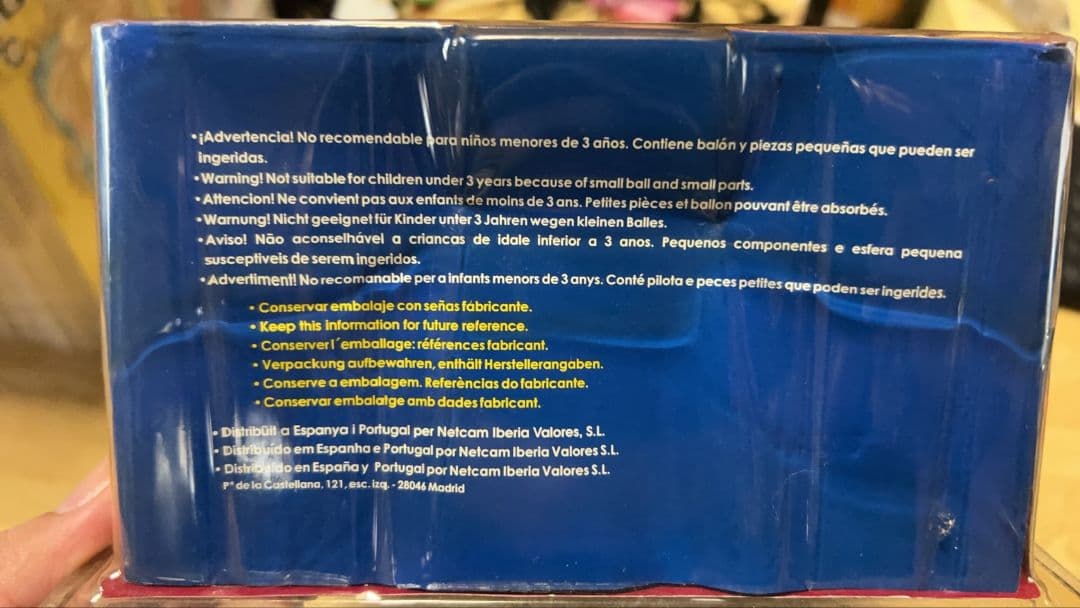 •¡Advertencia! No recomendable para niños menores de 3 años. Contiene balón y piezas pequeñas que pueden ser
ingeridas.
•Warning! Not suitable for children under 3 years because of small ball and small parts.
•Attencion! Ne convient pas aux enfants de moins de 3 ans. Petites pièces et ballon pouvant être absorbés.
•Warnung! Nicht geeignet für Kinder unter 3 Jahren wegen kleinen Balles.
•Aviso! Não aconselhável a criancas de idale inferior a 3 anos. Pequenos componentes e esfera pequena
susceptiveis de serem ingeridos.
•Advertiment! No recomanable per a infants menors de 3 anys. Conté pilota e peces petites que poden ser ingerides.
• Conservar embalaje con señas fabricante.
• Keep this information for future reference.
• Conserver l´emballage: références fabricant.
• Verpackung aufbewahren, enthält Herstellerangaben.
• Conserve a embalagem. Referències do fabricante.
• Conservar embalatge amb dades fabricant.
• Distribüit a Espanya i Portugal per Netcam Iberia Valores, S.L.
• Distribuido em Espanha e Portugal por Netcam Iberia Valores S.L.
• Distribuido en España y Portugal por Netcam Iberia Valores S.L.
Pº de la Castellana, 121, esc. izq. - 28046 Madrid